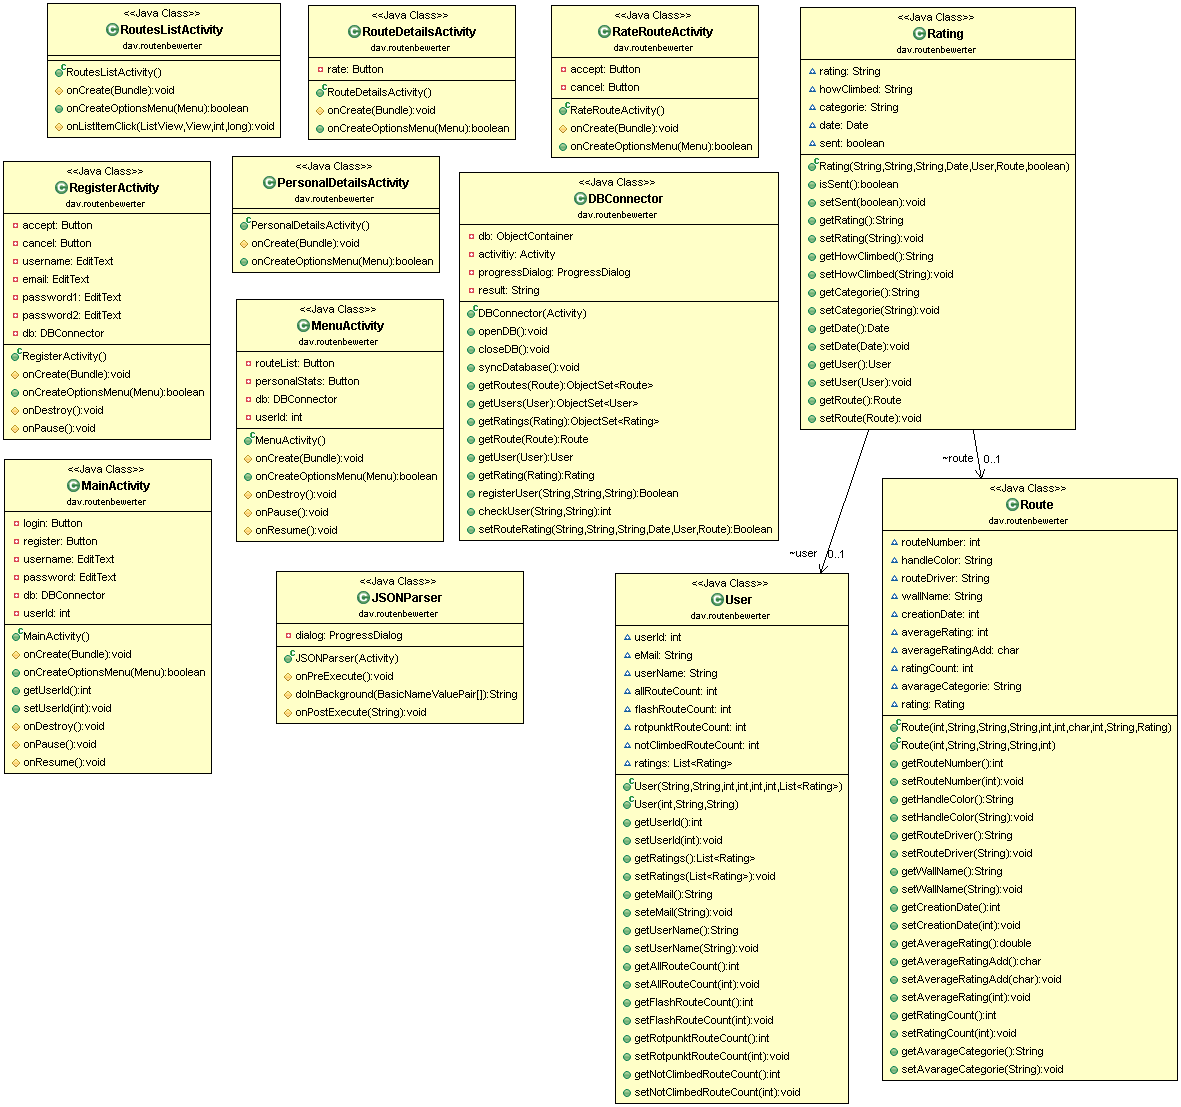 <<Java Class>>
RoutesListActivity
dav.routenbewerter
RoutesListActivity()
onCreate(Bundle):void
onCreateOptionsMenu(Menu):boolean
onListItemClick(ListView,View,int,long):void
<<Java Class>>
RouteDetailsActivity
dav.routenbewerter
rate: Button
RouteDetailsActivity()
onCreate(Bundle):void
onCreateOptionsMenu(Menu):boolean
<<Java Class>>
RateRouteActivity
dav.routenbewerter
accept: Button
cancel: Button
RateRouteActivity()
onCreate(Bundle):void
onCreateOptionsMenu(Menu):boolean
<<Java Class>>
Rating
dav.routenbewerter
rating: String
howClimbed: String
categorie: String
date: Date
sent: boolean
Rating(String,String,String,Date,User,Route,boolean)
isSent():boolean
setSent(boolean):void
getRating():String
setRating(String):void
getHowClimbed():String
setHowClimbed(String):void
getCategorie():String
setCategorie(String):void
getDate():Date
setDate(Date):void
getUser():User
setUser(User):void
getRoute():Route
setRoute(Route):void
<<Java Class>>
RegisterActivity
dav.routenbewerter
accept: Button
cancel: Button
username: EditText
email: EditText
password1: EditText
password2: EditText
db: DBConnector
RegisterActivity()
onCreate(Bundle):void
onCreateOptionsMenu(Menu):boolean
onDestroy():void
onPause():void
<<Java Class>>
PersonalDetailsActivity
dav.routenbewerter
PersonalDetailsActivity()
onCreate(Bundle):void
onCreateOptionsMenu(Menu):boolean
<<Java Class>>
DBConnector
dav.routenbewerter
db: ObjectContainer
activitiy: Activity
progressDialog: ProgressDialog
result: String
DBConnector(Activity)
openDB():void
closeDB():void
syncDatabase():void
getRoutes(Route):ObjectSet<Route>
getUsers(User):ObjectSet<User>
getRatings(Rating):ObjectSet<Rating>
getRoute(Route):Route
getUser(User):User
getRating(Rating):Rating
registerUser(String,String,String):Boolean
checkUser(String,String):int
setRouteRating(String,String,String,Date,User,Route):Boolean
<<Java Class>>
MenuActivity
dav.routenbewerter
routeList: Button
personalStats: Button
db: DBConnector
userId: int
MenuActivity()
onCreate(Bundle):void
onCreateOptionsMenu(Menu):boolean
onDestroy():void
onPause():void
onResume():void
<<Java Class>>
MainActivity
dav.routenbewerter
login: Button
register: Button
username: EditText
password: EditText
db: DBConnector
userId: int
MainActivity()
onCreate(Bundle):void
onCreateOptionsMenu(Menu):boolean
getUserId():int
setUserId(int):void
onDestroy():void
onPause():void
onResume():void
<<Java Class>>
JSONParser
dav.routenbewerter
dialog: ProgressDialog
JSONParser(Activity)
onPreExecute():void
doInBackground(BasicNameValuePair[]):String
onPostExecute(String):void
~user 0..1
~route 0..1
<<Java Class>>
User
dav.routenbewerter
userId: int
eMail: String
userName: String
allRouteCount: int
flashRouteCount: int
rotpunktRouteCount: int
notClimbedRouteCount: int
ratings: List<Rating>
User(String,String,int,int,int,int,List<Rating>)
User(int,String,String)
getUserId():int
setUserId(int):void
getRatings():List<Rating>
setRatings(List<Rating>):void
geteMail():String
seteMail(String):void
getUserName():String
setUserName(String):void
getAllRouteCount():int
setAllRouteCount(int):void
getFlashRouteCount():int
setFlashRouteCount(int):void
getRotpunktRouteCount():int
setRotpunktRouteCount(int):void
getNotClimbedRouteCount():int
setNotClimbedRouteCount(int):void
<<Java Class>>
Route
dav.routenbewerter
routeNumber: int
handleColor: String
routeDriver: String
wallName: String
creationDate: int
averageRating: int
averageRatingAdd: char
ratingCount: int
avarageCategorie: String
rating: Rating
Route(int,String,String,String,int,int,char,int,String,Rating)
Route(int,String,String,String,int)
getRouteNumber():int
setRouteNumber(int):void
getHandleColor():String
setHandleColor(String):void
getRouteDriver():String
setRouteDriver(String):void
getWallName():String
setWallName(String):void
getCreationDate():int
setCreationDate(int):void
getAverageRating():double
getAverageRatingAdd():char
setAverageRatingAdd(char):void
setAverageRating(int):void
getRatingCount():int
setRatingCount(int):void
getAvarageCategorie():String
setAvarageCategorie(String):void